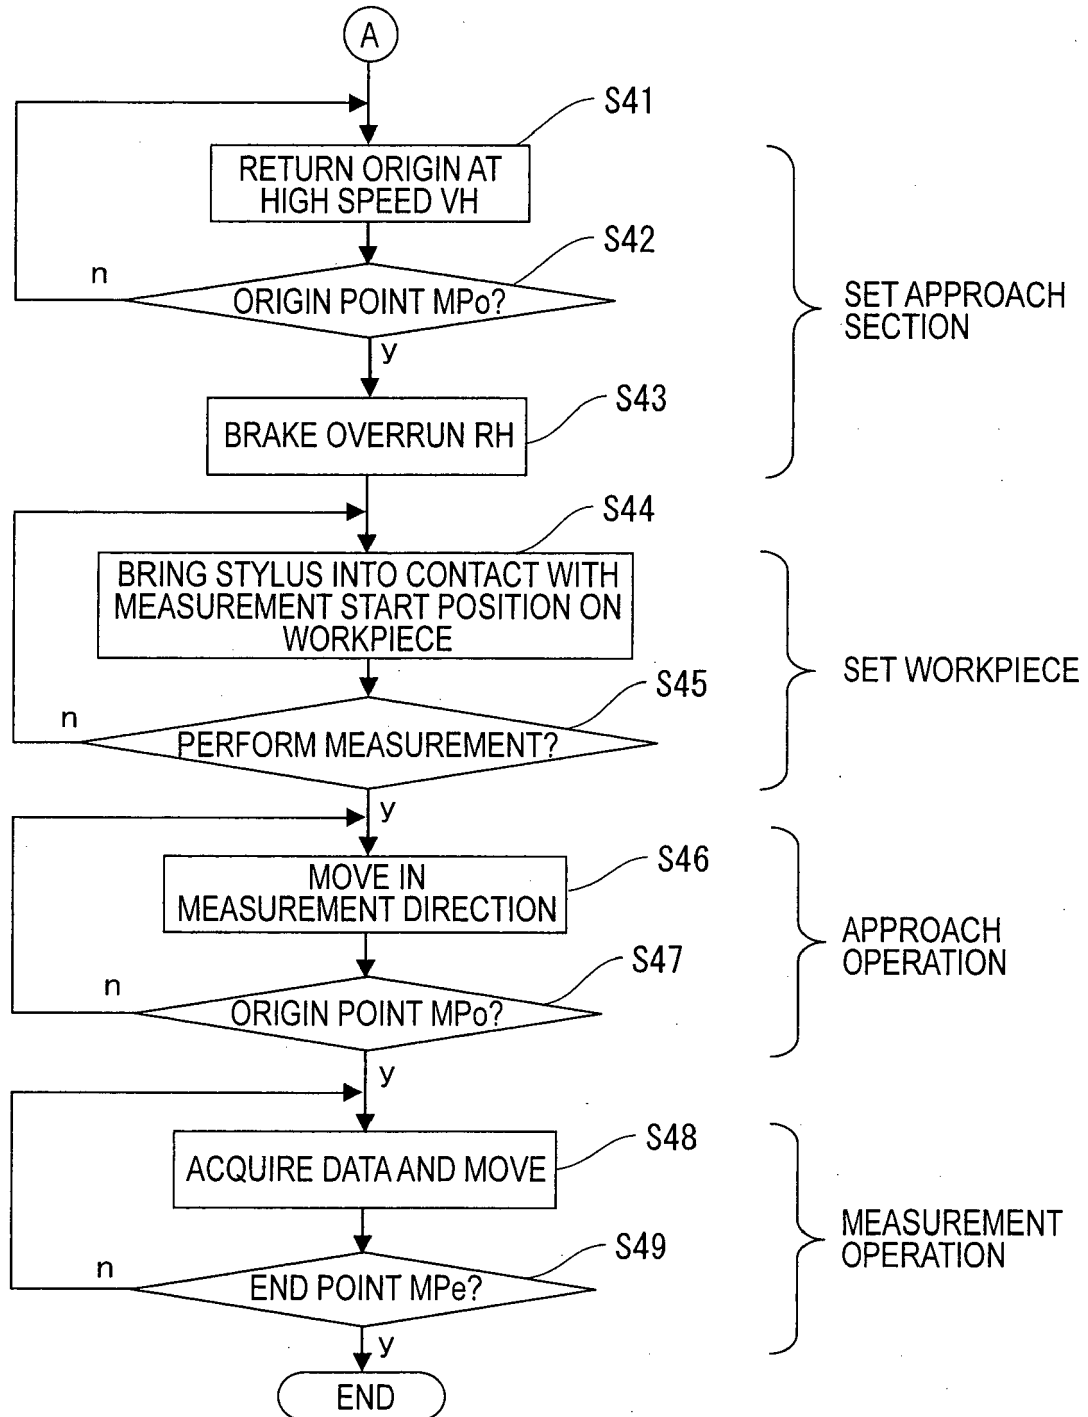 A
S41
RETURN ORIGIN AT
HIGH SPEED VH
S42
n
ORIGIN POINT MPo?
y
SET APPROACH
SECTION
S43
BRAKE OVERRUN RH
S44
BRING STYLUS INTO CONTACT WITH
MEASUREMENT START POSITION ON
WORKPIECE
SET WORKPIECE
S45
n
PERFORM MEASUREMENT?
y
S46
MOVE IN
MEASUREMENT DIRECTION
APPROACH
OPERATION
S47
n
ORIGIN POINT MPo?
y
S48
ACQUIRE DATA AND MOVE
MEASUREMENT
OPERATION
S49
n
END POINT MPe?
y
END